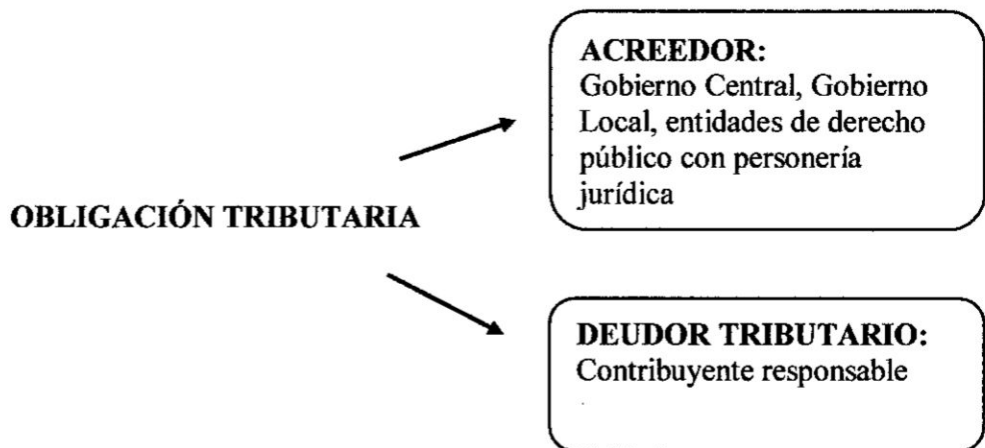 ACREEDOR:
Gobierno Central, Gobierno
Local, entidades de derecho
público con personería
jurídica
OBLIGACIÓN TRIBUTARIA
DEUDOR TRIBUTARIO:
Contribuyente responsable